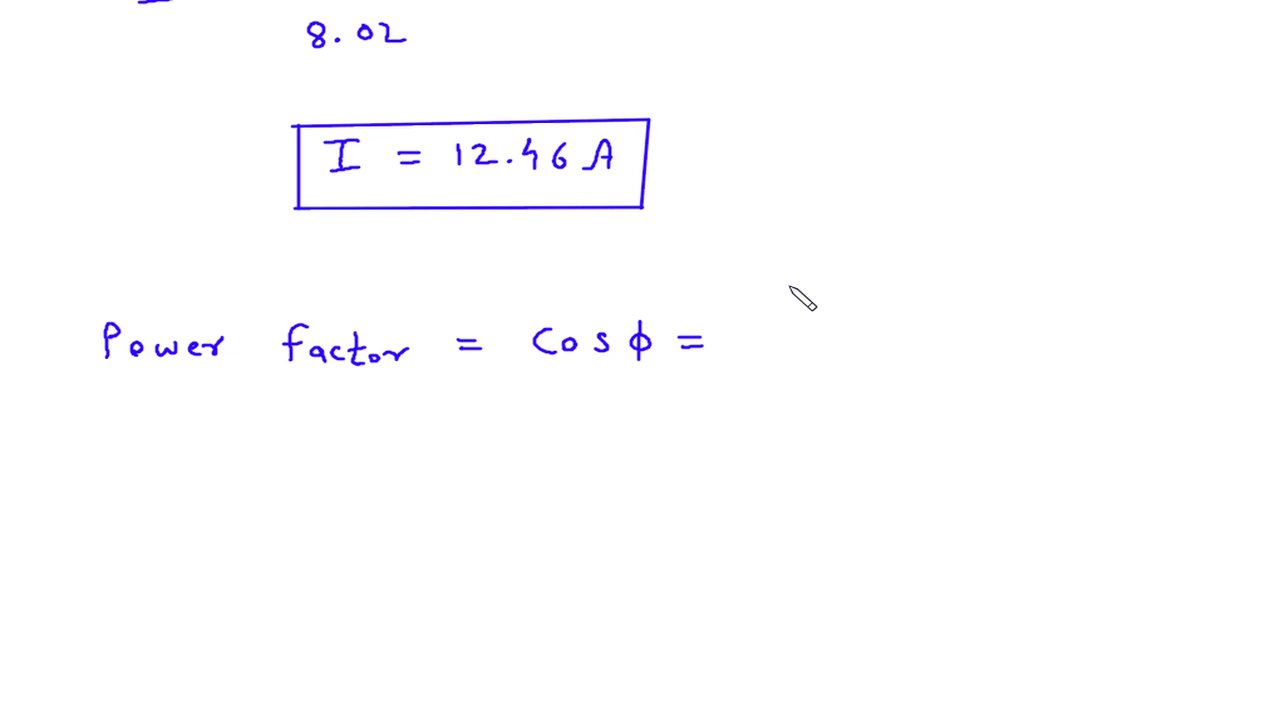 8.02
I = 12.46 A
Power factor = Cos ϕ =